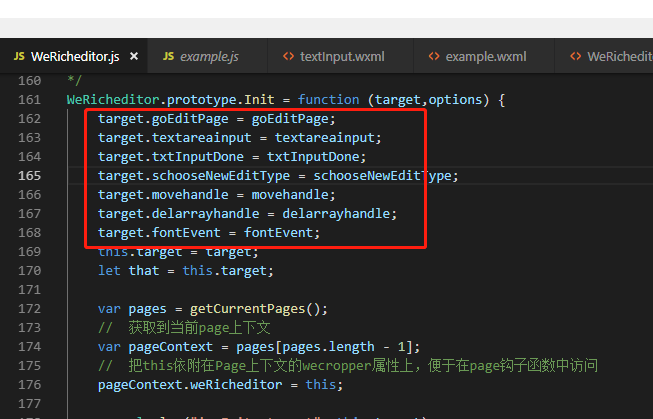 JS WeRicheditor.js × JS example.js <> textInput.wxml <> example.wxml <> WeRichedit
160 */
161 WeRicheditor.prototype.Init = function (target,options) {
162 target.goEditPage = goEditPage;
163 target.textareainput = textareainput;
164 target.txtInputDone = txtInputDone;
165 target.schooseNewEditType = schooseNewEditType;
166 target.movehandle = movehandle;
167 target.delarrayhandle = delarrayhandle;
168 target.fontEvent = fontEvent;
169 this.target = target;
170 let that = this.target;
171
172 var pages = getCurrentPages();
173 // 获取到当前page上下文
174 var pageContext = pages[pages.length - 1];
175 // 把this依附在Page上下文的wecropper属性上，便于在page钩子函数中访问
176 pageContext.weRicheditor = this;
177